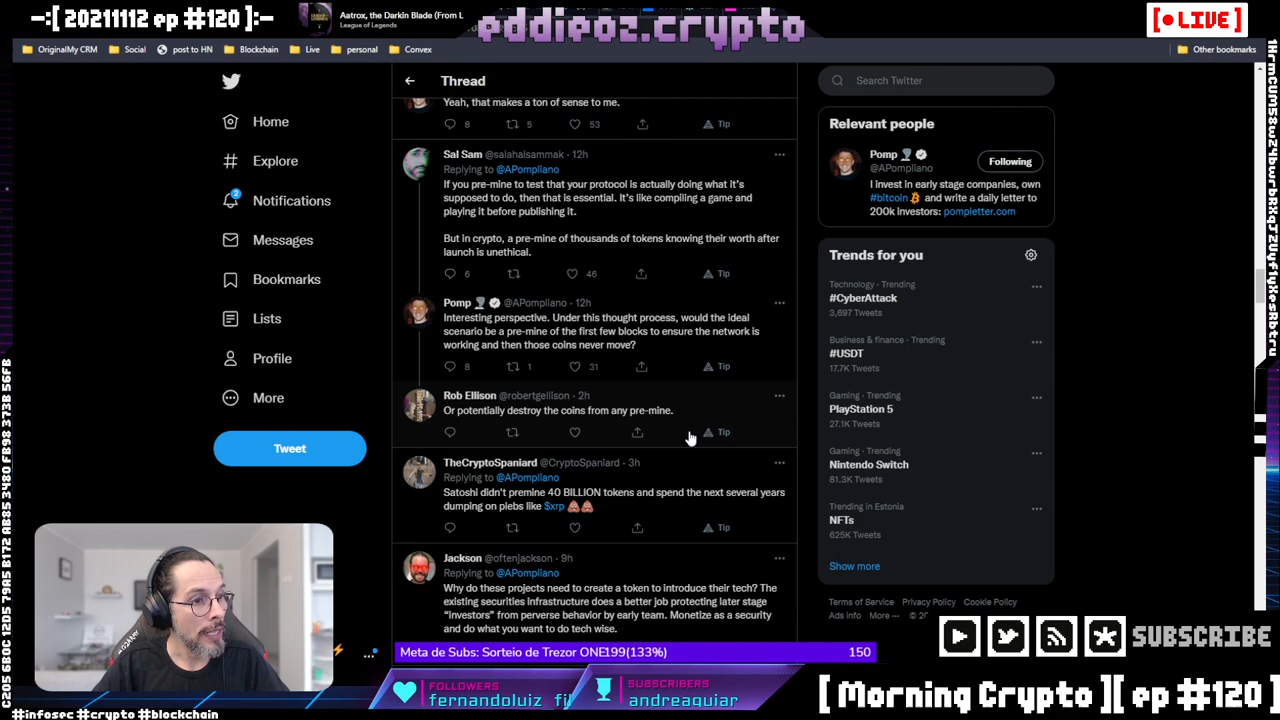 -:[ 20211112 ep #120 ]:-
Aatrox, the Darkin Blade (From L
League of Legends
eddieoz.crypto
[ LIVE ]
OriginalMy CRM
Social
post to HN
Blockchain
Live
personal
Convex
Other bookmarks
Thread
Search Twitter
Home
Explore
2
Notifications
Messages
Bookmarks
Lists
Profile
More
Tweet
Yeah, that makes a ton of sense to me.
8 5 53 Tip
Sal Sam @salahalsammak · 12h
Replying to @APompliano
If you pre-mine to test that your protocol is actually doing what it's
supposed to do, then that is essential. It's like compiling a game and
playing it before publishing it.
But in crypto, a pre-mine of thousands of tokens knowing their worth after
launch is unethical.
6 46 Tip
Pomp @APompliano · 12h
Interesting perspective. Under this thought process, would the ideal
scenario be a pre-mine of the first few blocks to ensure the network is
working and then those coins never move?
8 1 31 Tip
Rob Ellison @robertgellison · 2h
Or potentially destroy the coins from any pre-mine.
Tip
TheCryptoSpaniard @CryptoSpaniard · 3h
Replying to @APompliano
Satoshi didn't premine 40 BILLION tokens and spend the next several years
dumping on plebs like $xrp
Tip
Jackson @oftenjackson · 9h
Replying to @APompliano
Why do these projects need to create a token to introduce their tech? The
existing securities infrastructure does a better job protecting later stage
"investors" from perverse behavior by early team. Monetize as a security
and do what you want to do tech wise.
Relevant people
Pomp
@APompliano
Following
I invest in early stage companies, own
#bitcoin and write a daily letter to
200k investors: pompletter.com
Trends for you
Technology · Trending
#CyberAttack
3,697 Tweets
Business & finance · Trending
#USDT
17.7K Tweets
Gaming · Trending
PlayStation 5
27.1K Tweets
Gaming · Trending
Nintendo Switch
81.3K Tweets
Trending in Estonia
NFTs
625K Tweets
Show more
Terms of Service Privacy Policy Cookie Policy
Ads info More ··· © 20
SUBSCRIBE
Meta de Subs: Sorteio de Trezor ONE199(133%) 150
FOLLOWERS
fernandoluiz_fi
SUBSCRIBERS
andreaquiar
[ Morning Crypto ][ ep #120 ]
#infosec #crypto #blockchain